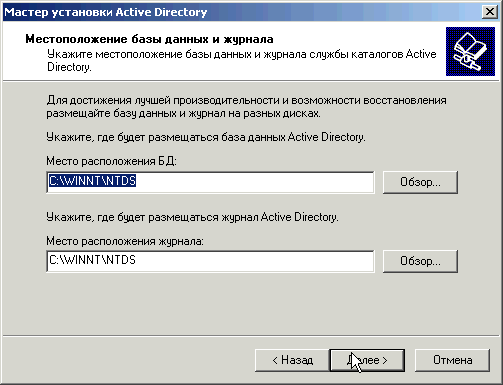 Мастер установки Active Directory
Местоположение базы данных и журнала
Укажите местоположение базы данных и журнала службы каталогов Active
Directory.
Для достижения лучшей производительности и возможности восстановления
размещайте базу данных и журнал на разных дисках.
Укажите, где будет размещаться база данных Active Directory.
Место расположения БД:
C:\WINNT\NTDS
Обзор...
Укажите, где будет размещаться журнал Active Directory.
Место расположения журнала:
C:\WINNT\NTDS
Обзор...
< Назад Далее > Отмена